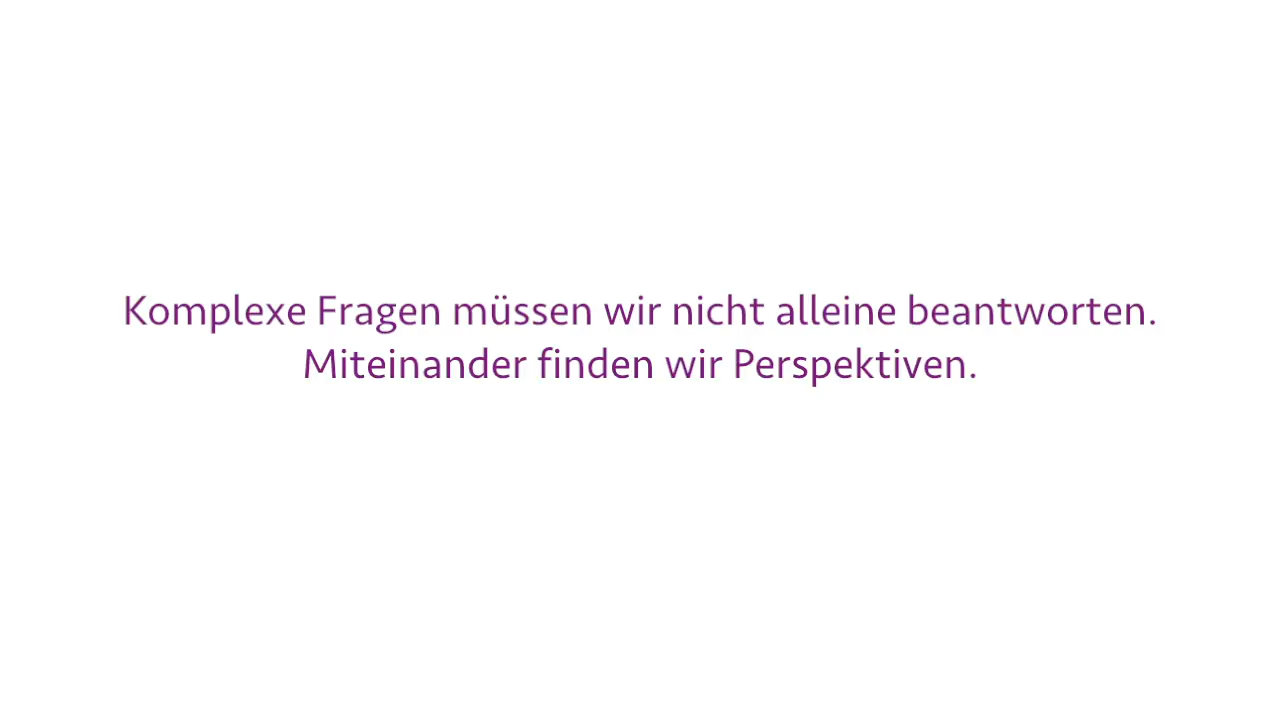 Komplexe Fragen müssen wir nicht alleine beantworten.
Miteinander finden wir Perspektiven.